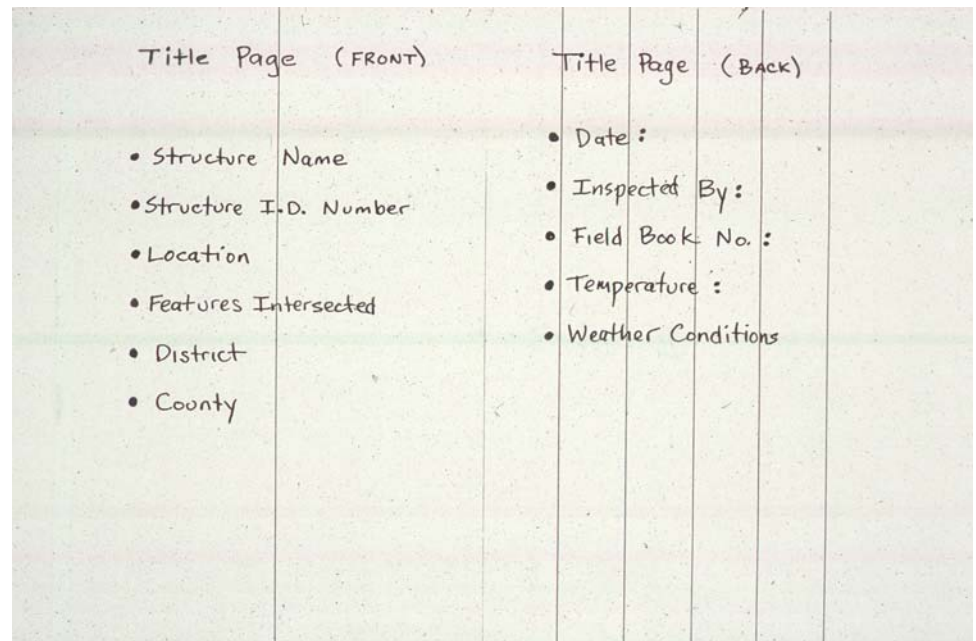 Title Page (FRONT)
• Structure Name
• Structure I.D. Number
• Location
• Features Intersected
• District
• County
Title Page (BACK)
• Date :
• Inspected By :
• Field Book No. :
• Temperature :
• Weather Conditions